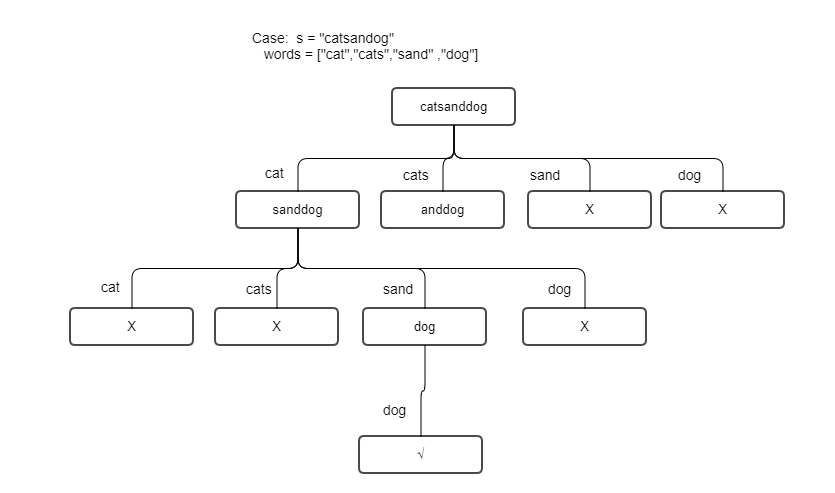 Case:  s = "catsandog"
words = ["cat","cats","sand" ,"dog"]
catsanddog
cat cats sand dog
sanddog anddog X X
cat cats sand dog
X X dog X
dog
√